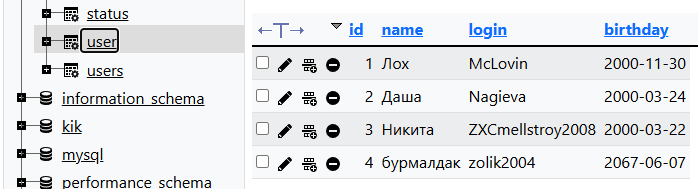 status
user
users
information_schema
kik
mysql
performance_schema
id name login birthday
1 Лох McLovin 2000-11-30
2 Даша Nagieva 2000-03-24
3 Никита ZXCmellstroy2008 2000-03-22
4 бурмалдак zolik2004 2067-06-07